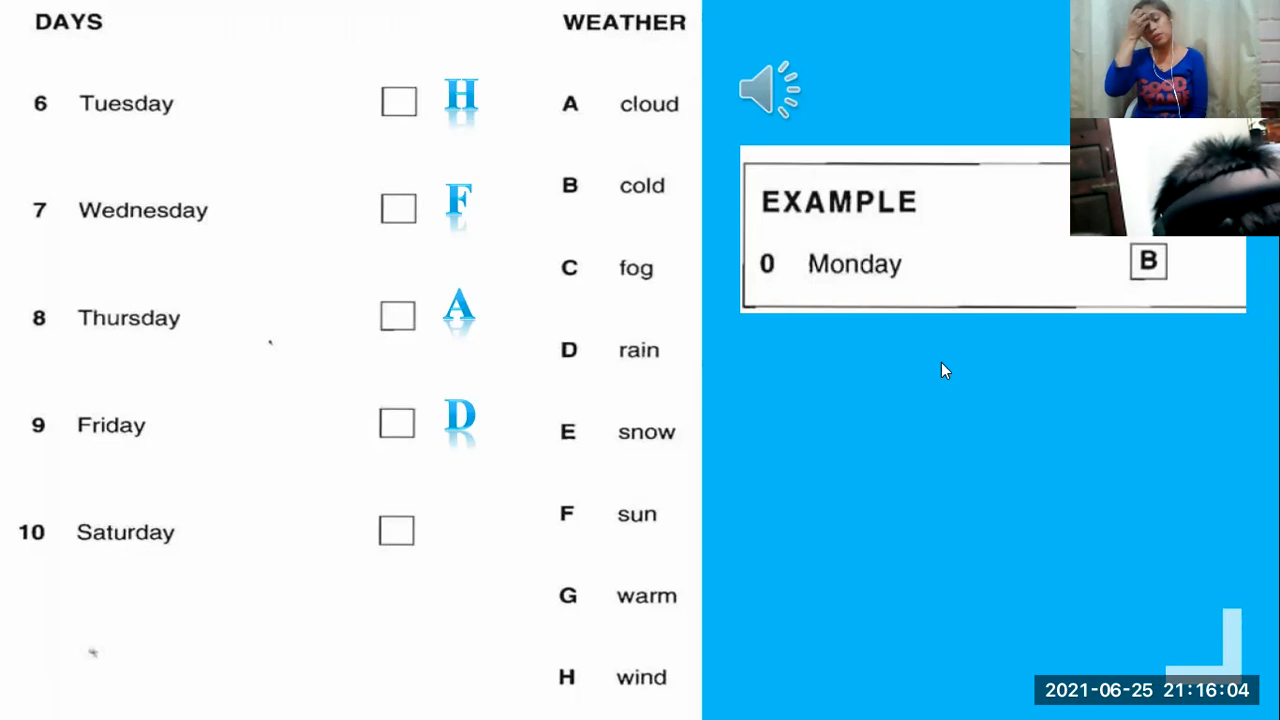 DAYS
6 Tuesday H
7 Wednesday F
8 Thursday A
9 Friday D
10 Saturday
WEATHER
A cloud
B cold
C fog
D rain
E snow
F sun
G warm
H wind
EXAMPLE
0 Monday B
GOOD
2021-06-25 21:16:04